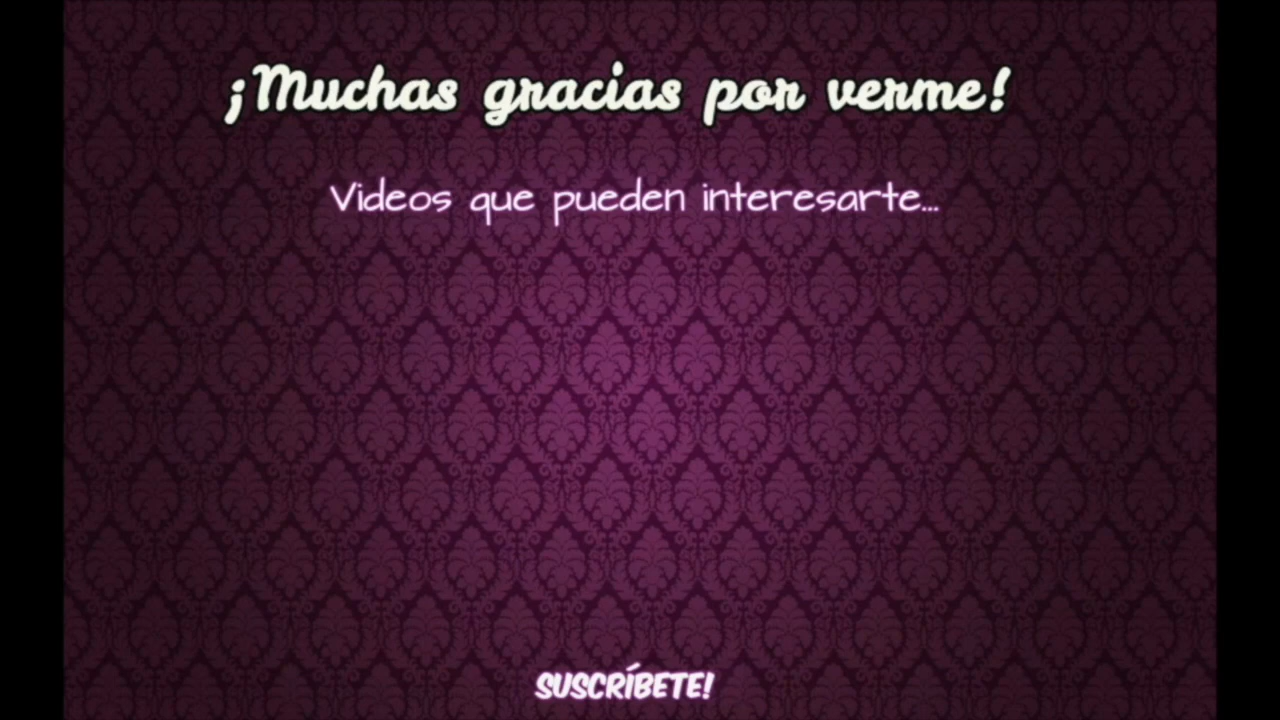 ¡Muchas gracias por verme!
Videos que pueden interesarte...
SUSCRÍBETE!